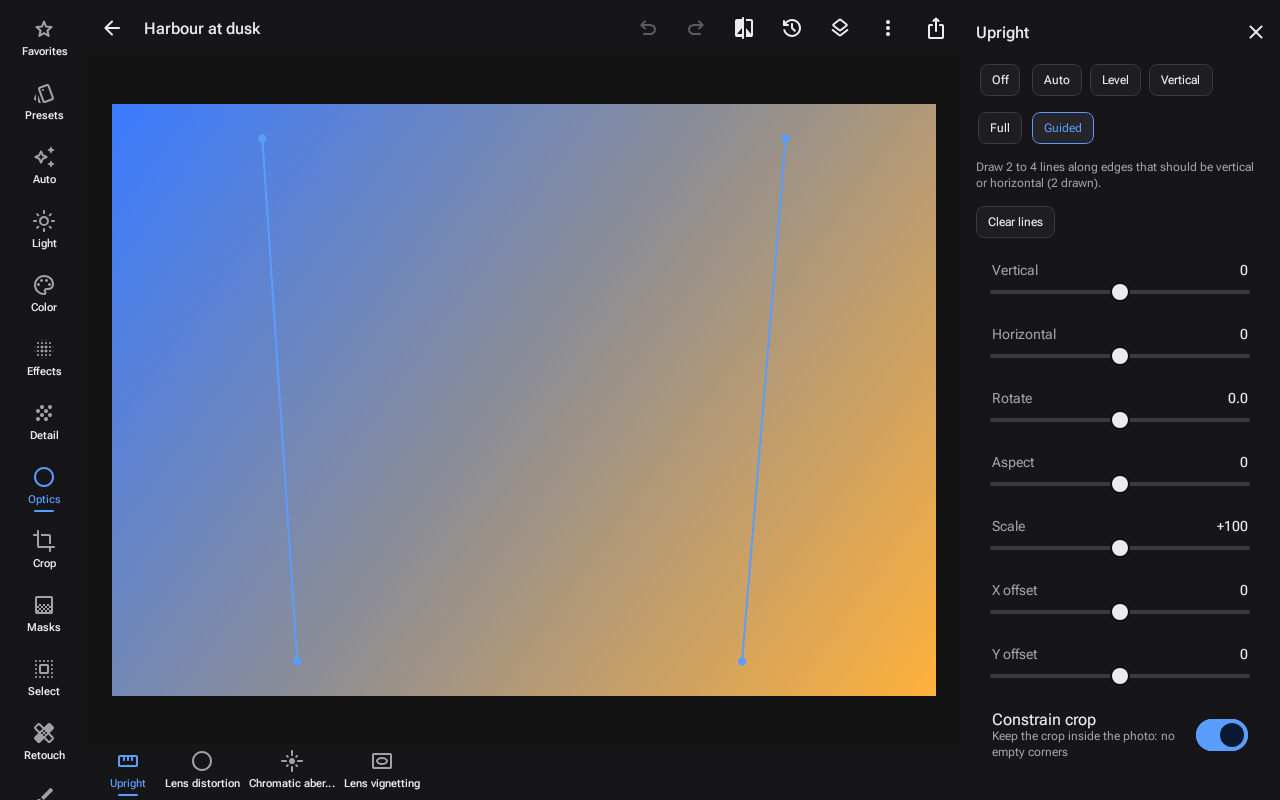 Harbour at dusk
Favorites
Presets
Auto
Light
Color
Effects
Detail
Optics
Crop
Masks
Select
Retouch
Upright
Lens distortion
Chromatic aber...
Lens vignetting
Upright
Off
Auto
Level
Vertical
Full
Guided
Draw 2 to 4 lines along edges that should be vertical
or horizontal (2 drawn).
Clear lines
Vertical 0
Horizontal 0
Rotate 0.0
Aspect 0
Scale +100
X offset 0
Y offset 0
Constrain crop
Keep the crop inside the photo: no
empty corners